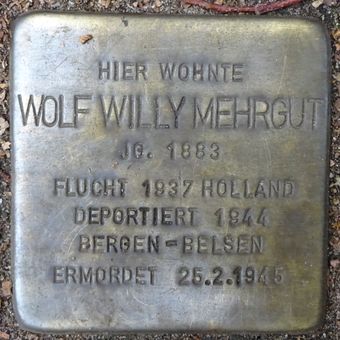 HIER WOHNTE
WOLF WILLY MEHRGUT
JG. 1883
FLUCHT 1937 HOLLAND
DEPORTIERT 1944
BERGEN-BELSEN
ERMORDET 25.2.1945